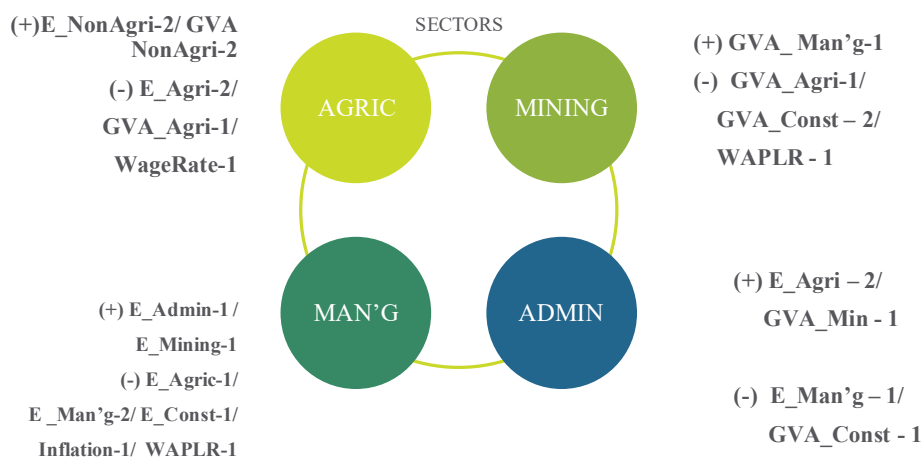 SECTORS
(+)E_NonAgri-2/ GVA
NonAgri-2
(-) E_Agri-2/
GVA_Agri-1/
WageRate-1
AGRIC
MINING
(+) GVA_ Man’g-1
(-) GVA_Agri-1/
GVA_Const – 2/
WAPLR - 1
(+) E_Admin-1 /
E_Mining-1
(-) E_Agric-1/
E _Man’g-2/ E_Const-1/
Inflation-1/ WAPLR-1
MAN’G
ADMIN
(+) E_Agri – 2/
GVA_Min - 1
(-) E_Man’g – 1/
GVA_Const - 1